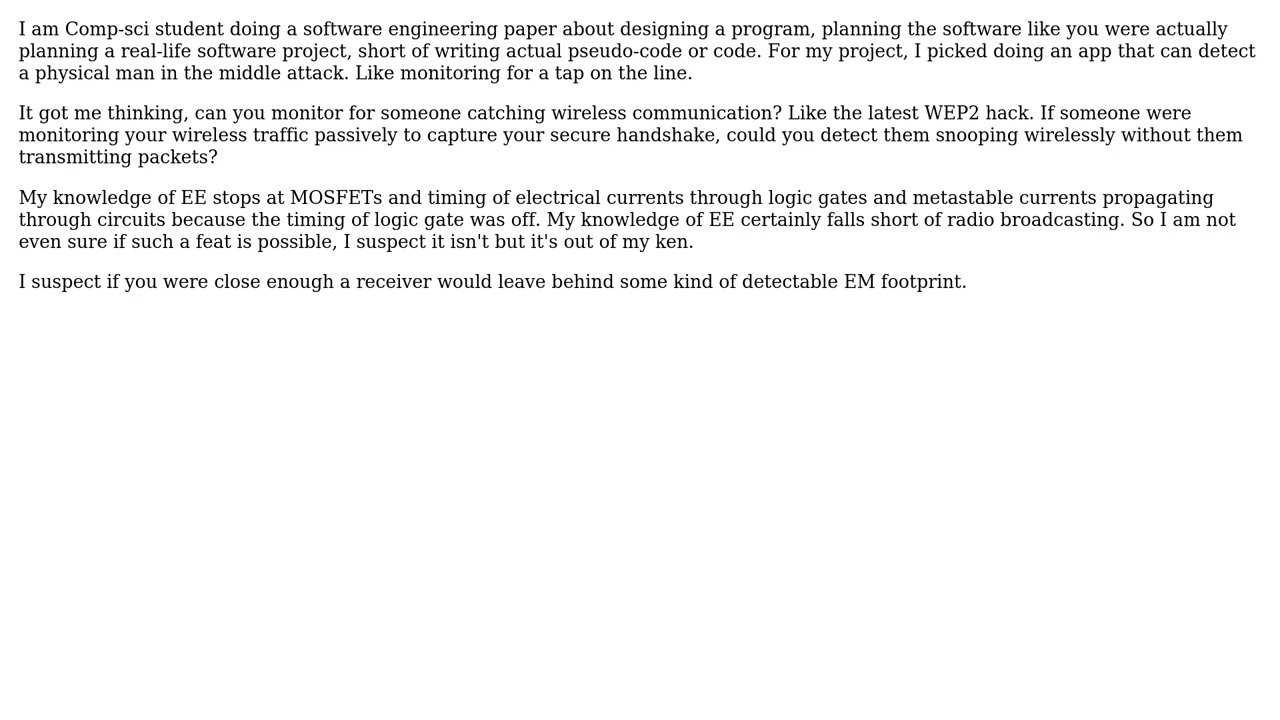 I am Comp-sci student doing a software engineering paper about designing a program, planning the software like you were actually
planning a real-life software project, short of writing actual pseudo-code or code. For my project, I picked doing an app that can detect
a physical man in the middle attack. Like monitoring for a tap on the line.
It got me thinking, can you monitor for someone catching wireless communication? Like the latest WEP2 hack. If someone were
monitoring your wireless traffic passively to capture your secure handshake, could you detect them snooping wirelessly without them
transmitting packets?
My knowledge of EE stops at MOSFETs and timing of electrical currents through logic gates and metastable currents propagating
through circuits because the timing of logic gate was off. My knowledge of EE certainly falls short of radio broadcasting. So I am not
even sure if such a feat is possible, I suspect it isn't but it's out of my ken.
I suspect if you were close enough a receiver would leave behind some kind of detectable EM footprint.